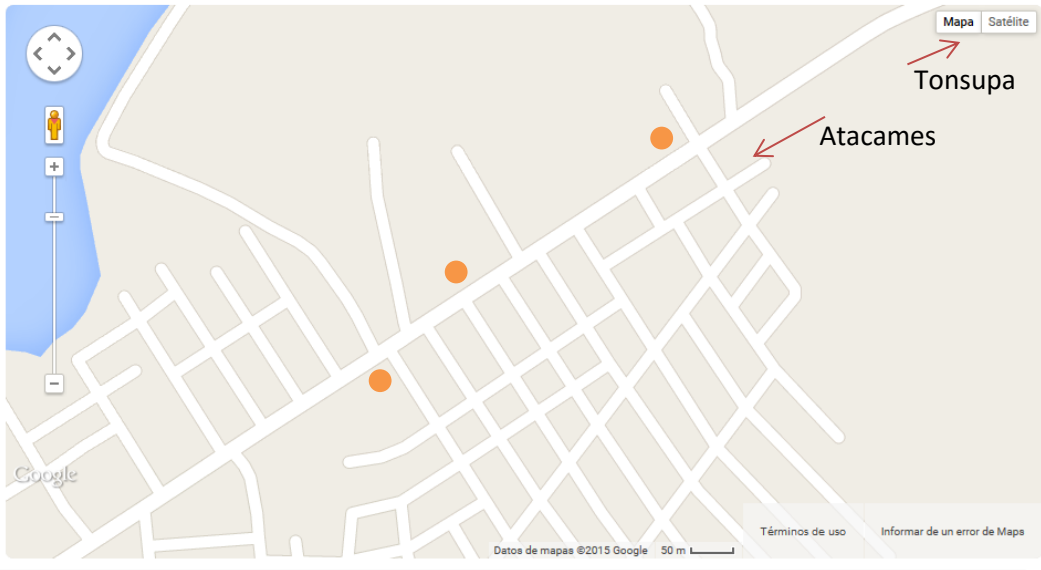 Mapa Satélite
Tonsupa
Atacames
Google
Términos de uso Informar de un error de Maps
Datos de mapas ©2015 Google 50 m